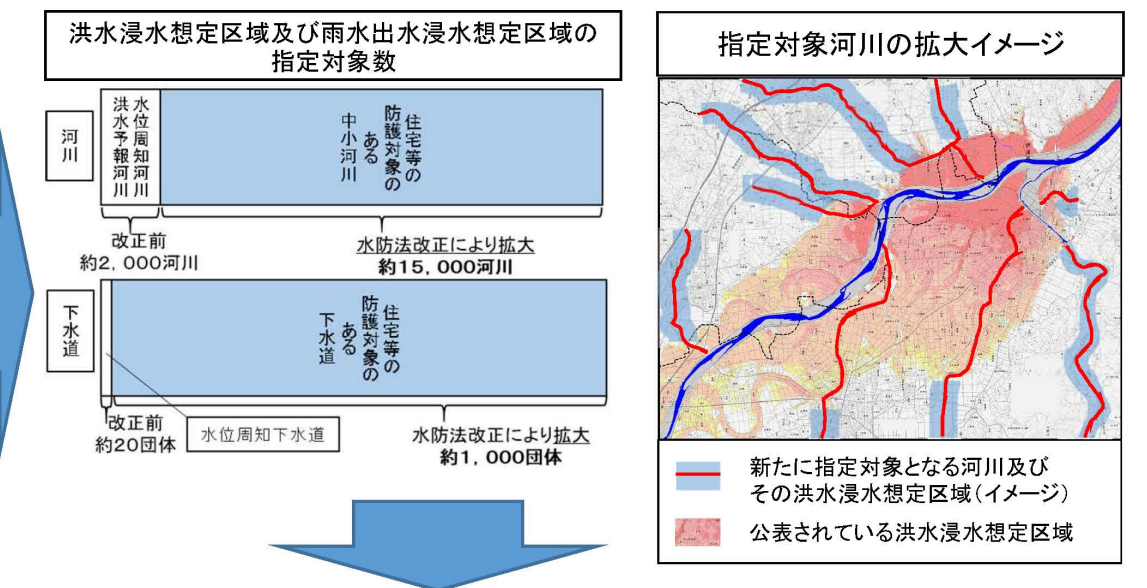 洪水浸水想定区域及び雨水出水浸水想定区域の
指定対象数
河川
洪水予報河川
水位周知河川
住宅等の
防護対象の
ある
中小河川
改正前
約2,000河川
水防法改正により拡大
約15,000河川
下水道
住宅等の
防護対象の
ある
下水道
改正前
約20団体
水位周知下水道
水防法改正により拡大
約1,000団体
指定対象河川の拡大イメージ
新たに指定対象となる河川及び
その洪水浸水想定区域(イメージ)
公表されている洪水浸水想定区域